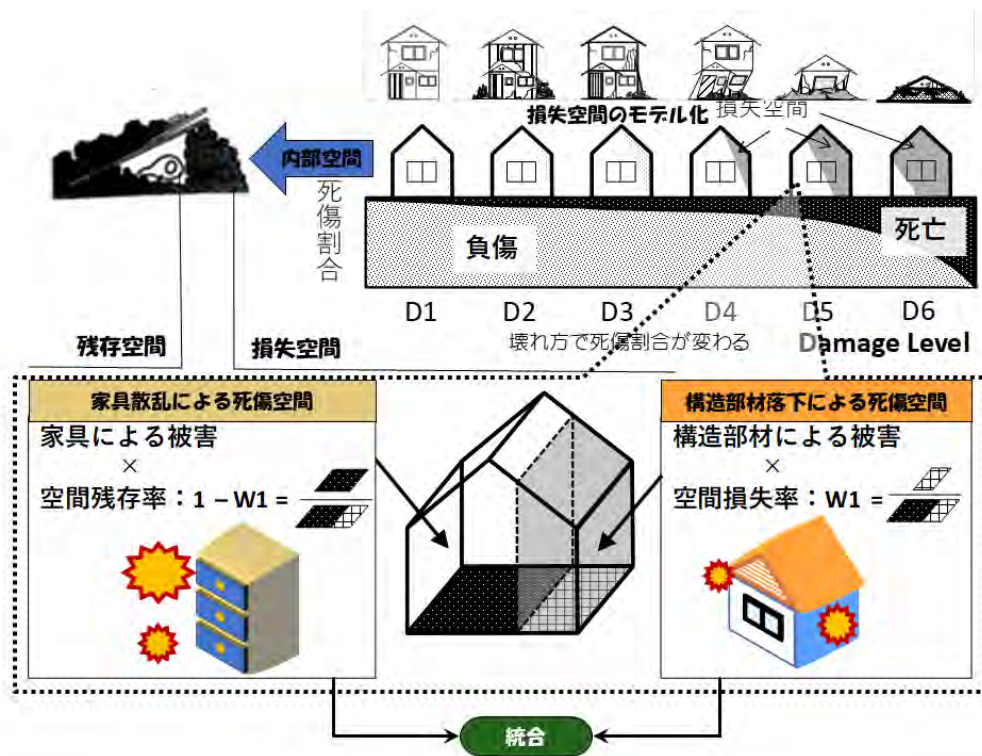 損失空間のモデル化
損失空間
内部空間
死傷割合
負傷
死亡
D1 D2 D3 D4 D5 D6
壊れ方で死傷割合が変わる
Damage Level
残存空間
損失空間
家具散乱による死傷空間
家具による被害
×
空間残存率：1 − W1 =
構造部材落下による死傷空間
構造部材による被害
×
空間損失率：W1 =
統合